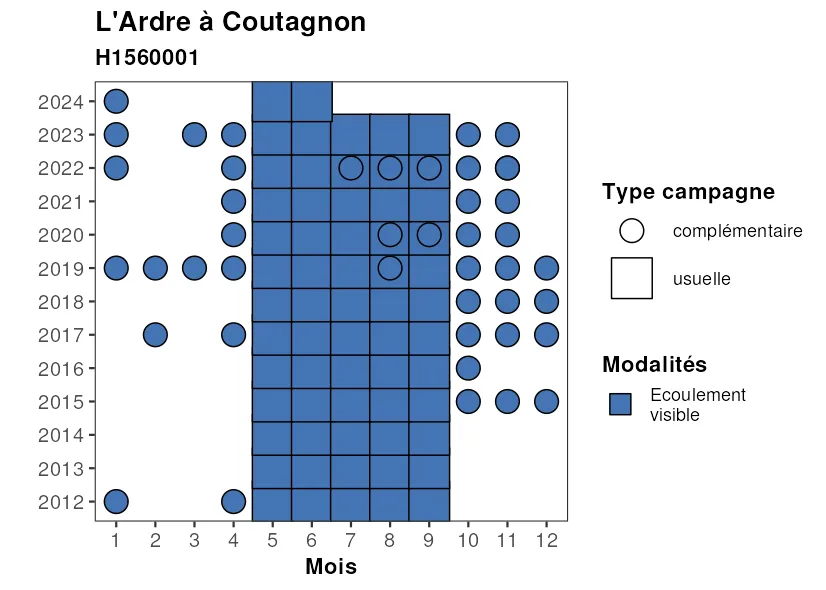 L'Ardre à Coutagnon
H1560001
2024
2023
2022
2021
2020
2019
2018
2017
2016
2015
2014
2013
2012
1 2 3 4 5 6 7 8 9 10 11 12
Mois
Type campagne
complémentaire
usuelle
Modalités
Ecoulement
visible